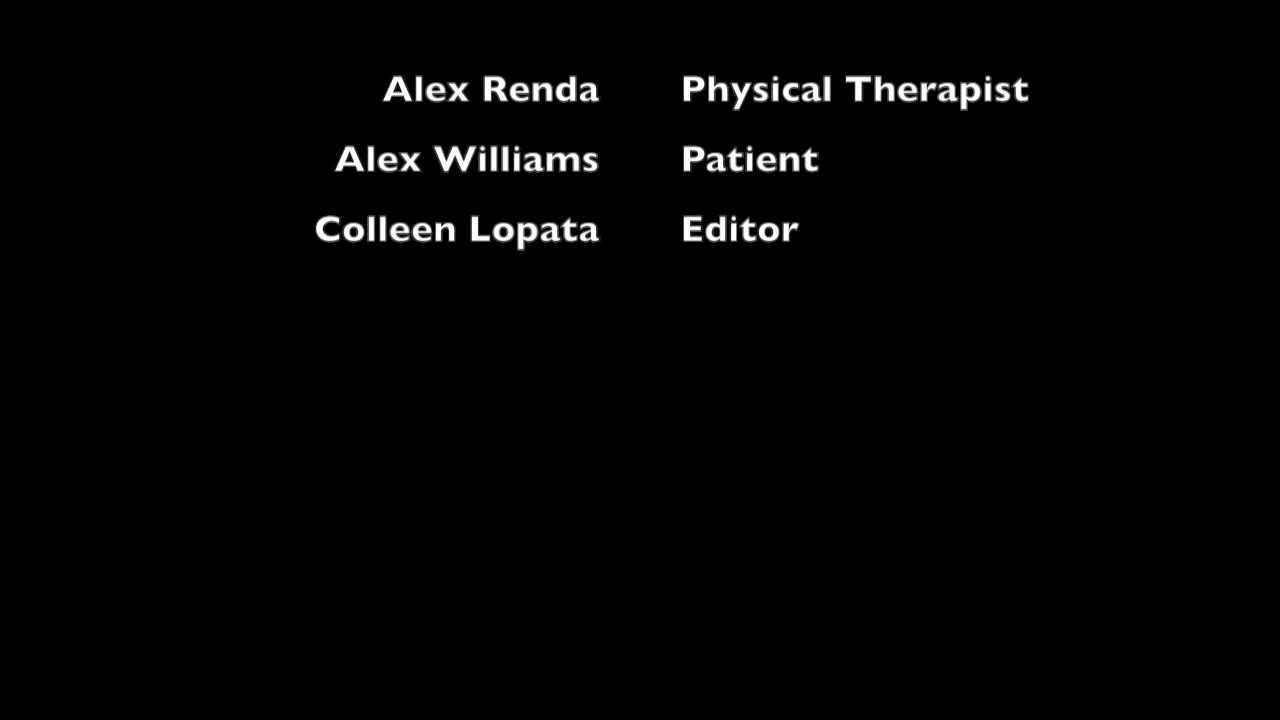 Alex Renda Physical Therapist
Alex Williams Patient
Colleen Lopata Editor